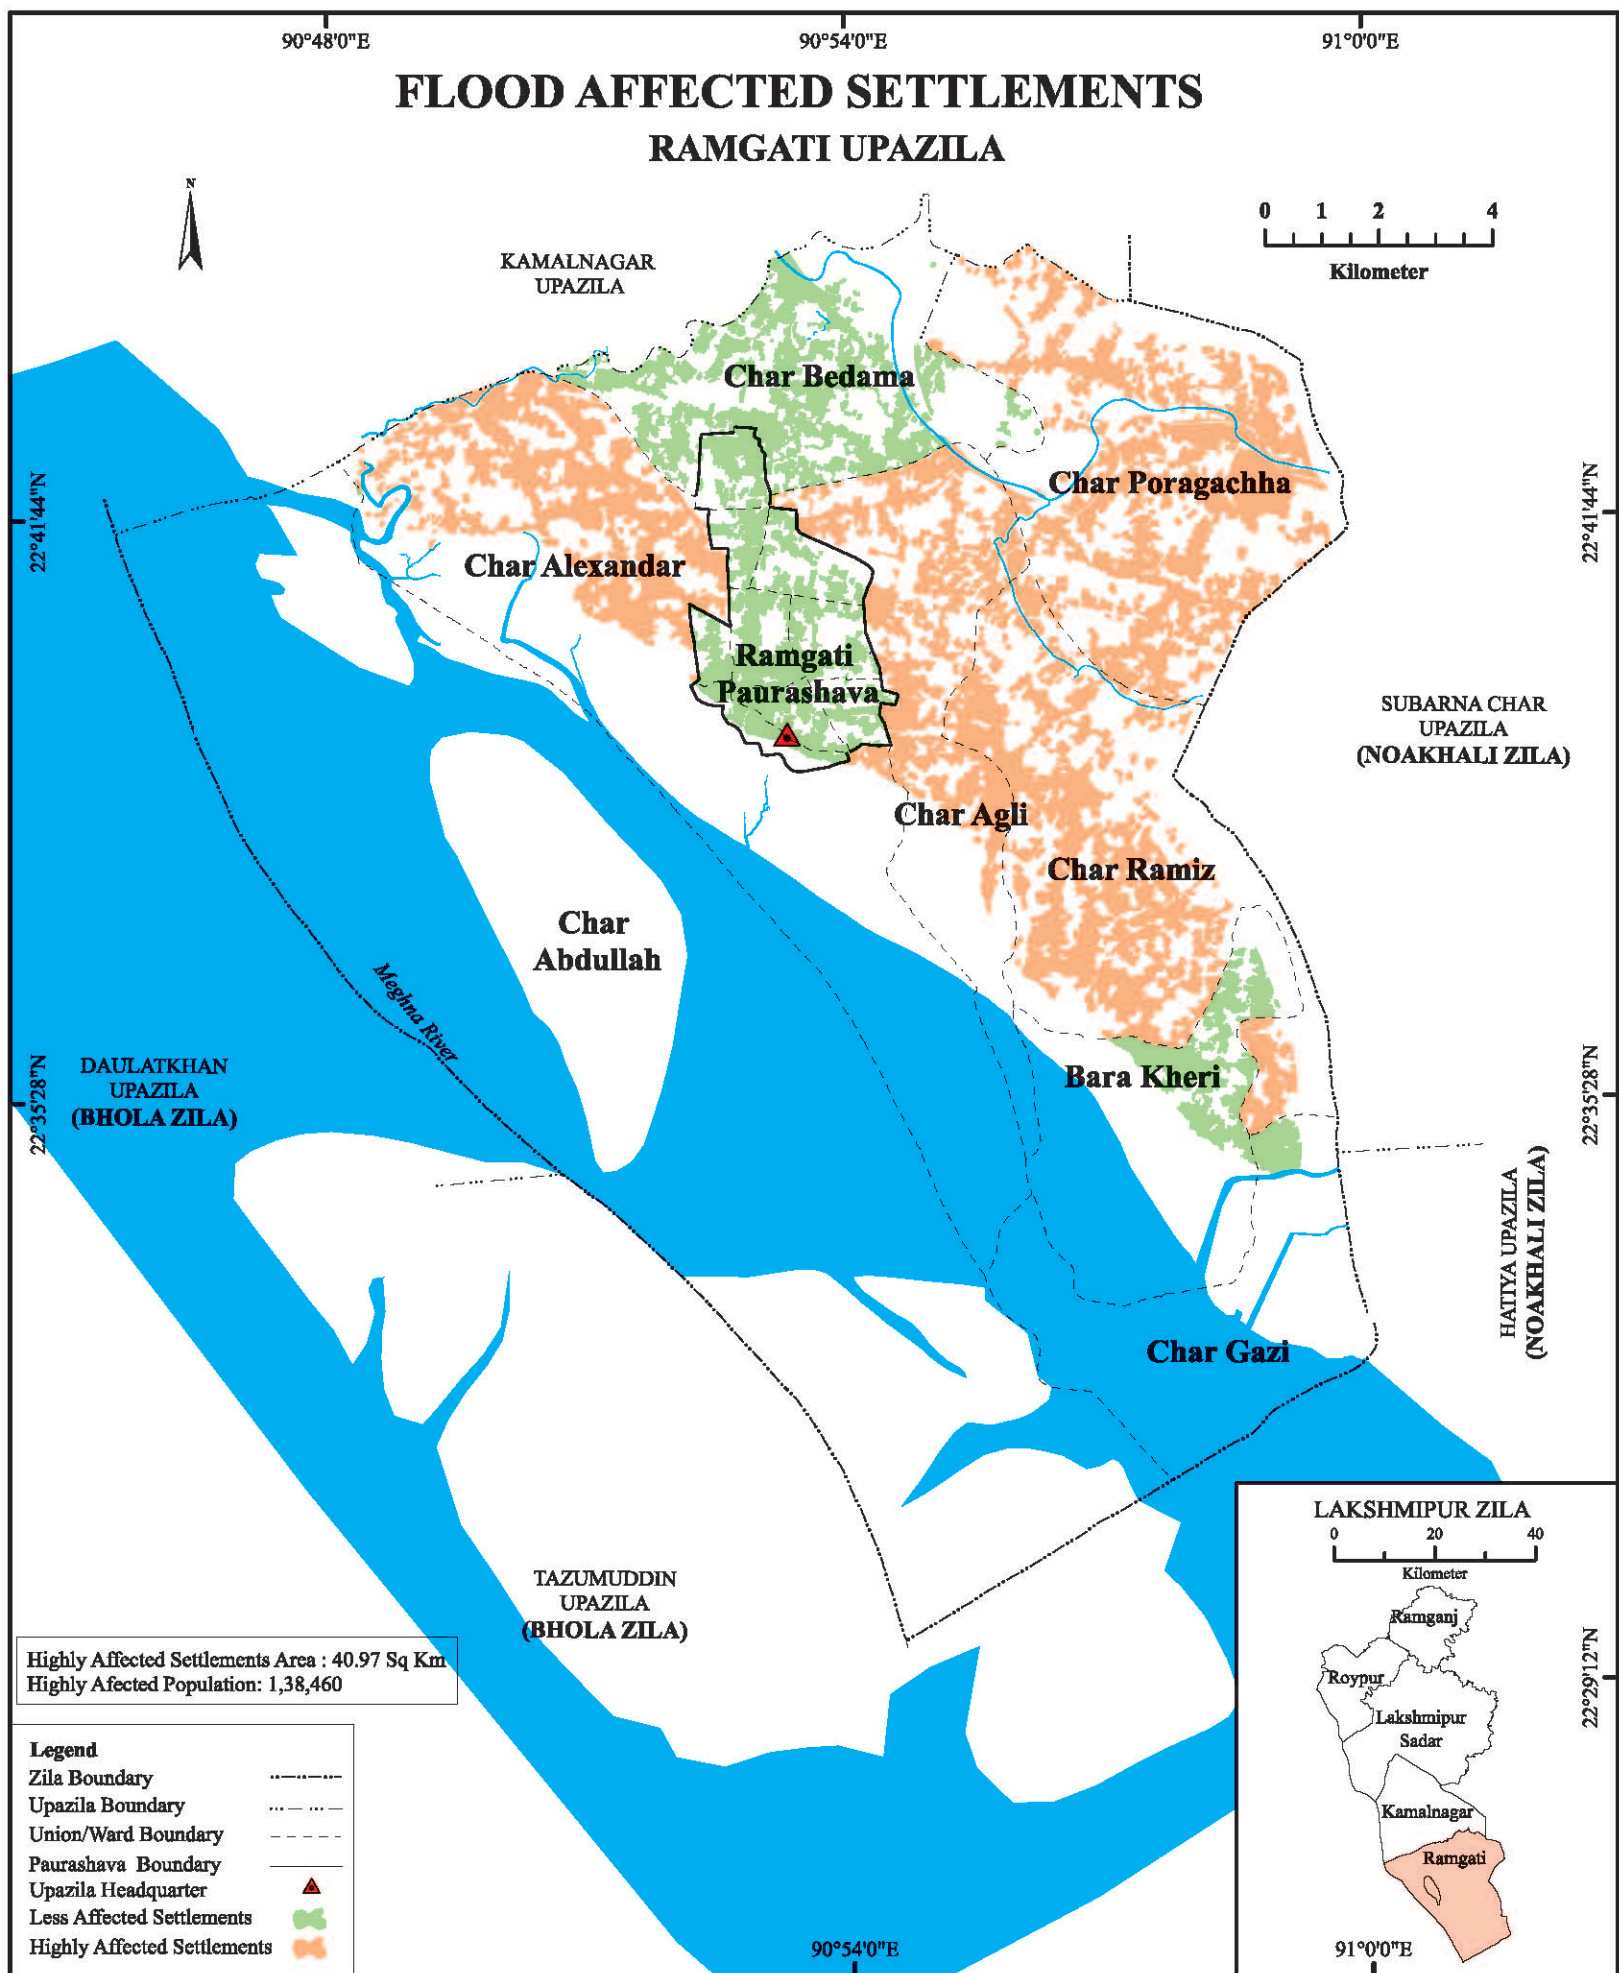 90°48'0"E
90°54'0"E
91°0'0"E
FLOOD AFFECTED SETTLEMENTS
RAMGATI UPAZILA
N
0 1 2 4
Kilometer
KAMALNAGAR
UPAZILA
Char Bedama
Char Poragachha
22°41'44"N
22°41'44"N
Char Alexandar
Ramgati
Paurashava
SUBARNA CHAR
UPAZILA
(NOAKHALI ZILA)
Char Agli
Char Ramiz
Char
Abdullah
Meghna River
DAULATKHAN
UPAZILA
(BHOLA ZILA)
22°35'28"N
22°35'28"N
Bara Kheri
HATIYA UPAZILA
(NOAKHALI ZILA)
Char Gazi
TAZUMUDDIN
UPAZILA
(BHOLA ZILA)
22°29'12"N
Highly Affected Settlements Area : 40.97 Sq Km
Highly Afected Population: 1,38,460
Legend
Zila Boundary
Upazila Boundary
Union/Ward Boundary
Paurashava Boundary
Upazila Headquarter
Less Affected Settlements
Highly Affected Settlements
LAKSHMIPUR ZILA
0 20 40
Kilometer
Ramganj
Roypur
Lakshmipur
Sadar
Kamalnagar
Ramgati
90°54'0"E
91°0'0"E